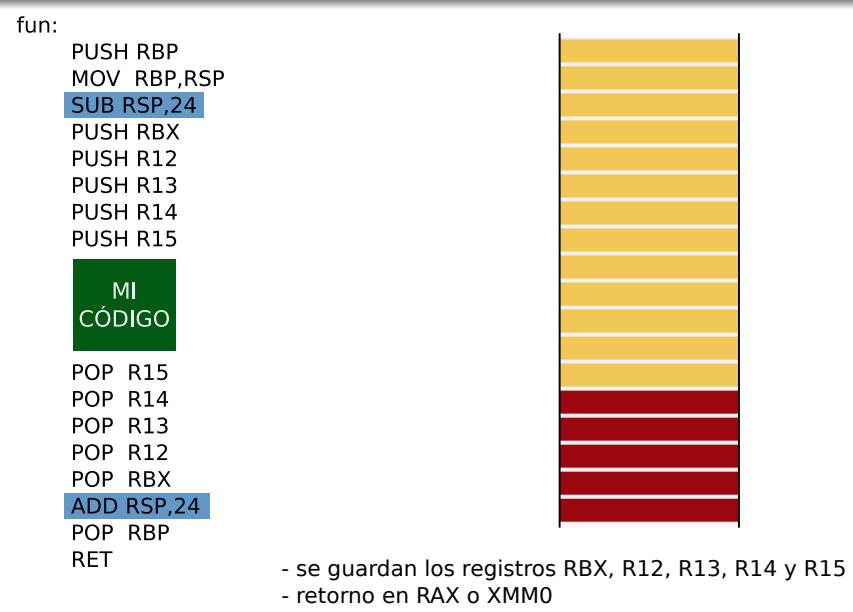 fun:
PUSH RBP
MOV RBP,RSP
SUB RSP,24
PUSH RBX
PUSH R12
PUSH R13
PUSH R14
PUSH R15
MI
CÓDIGO
POP R15
POP R14
POP R13
POP R12
POP RBX
ADD RSP,24
POP RBP
RET
- se guardan los registros RBX, R12, R13, R14 y R15
- retorno en RAX o XMM0